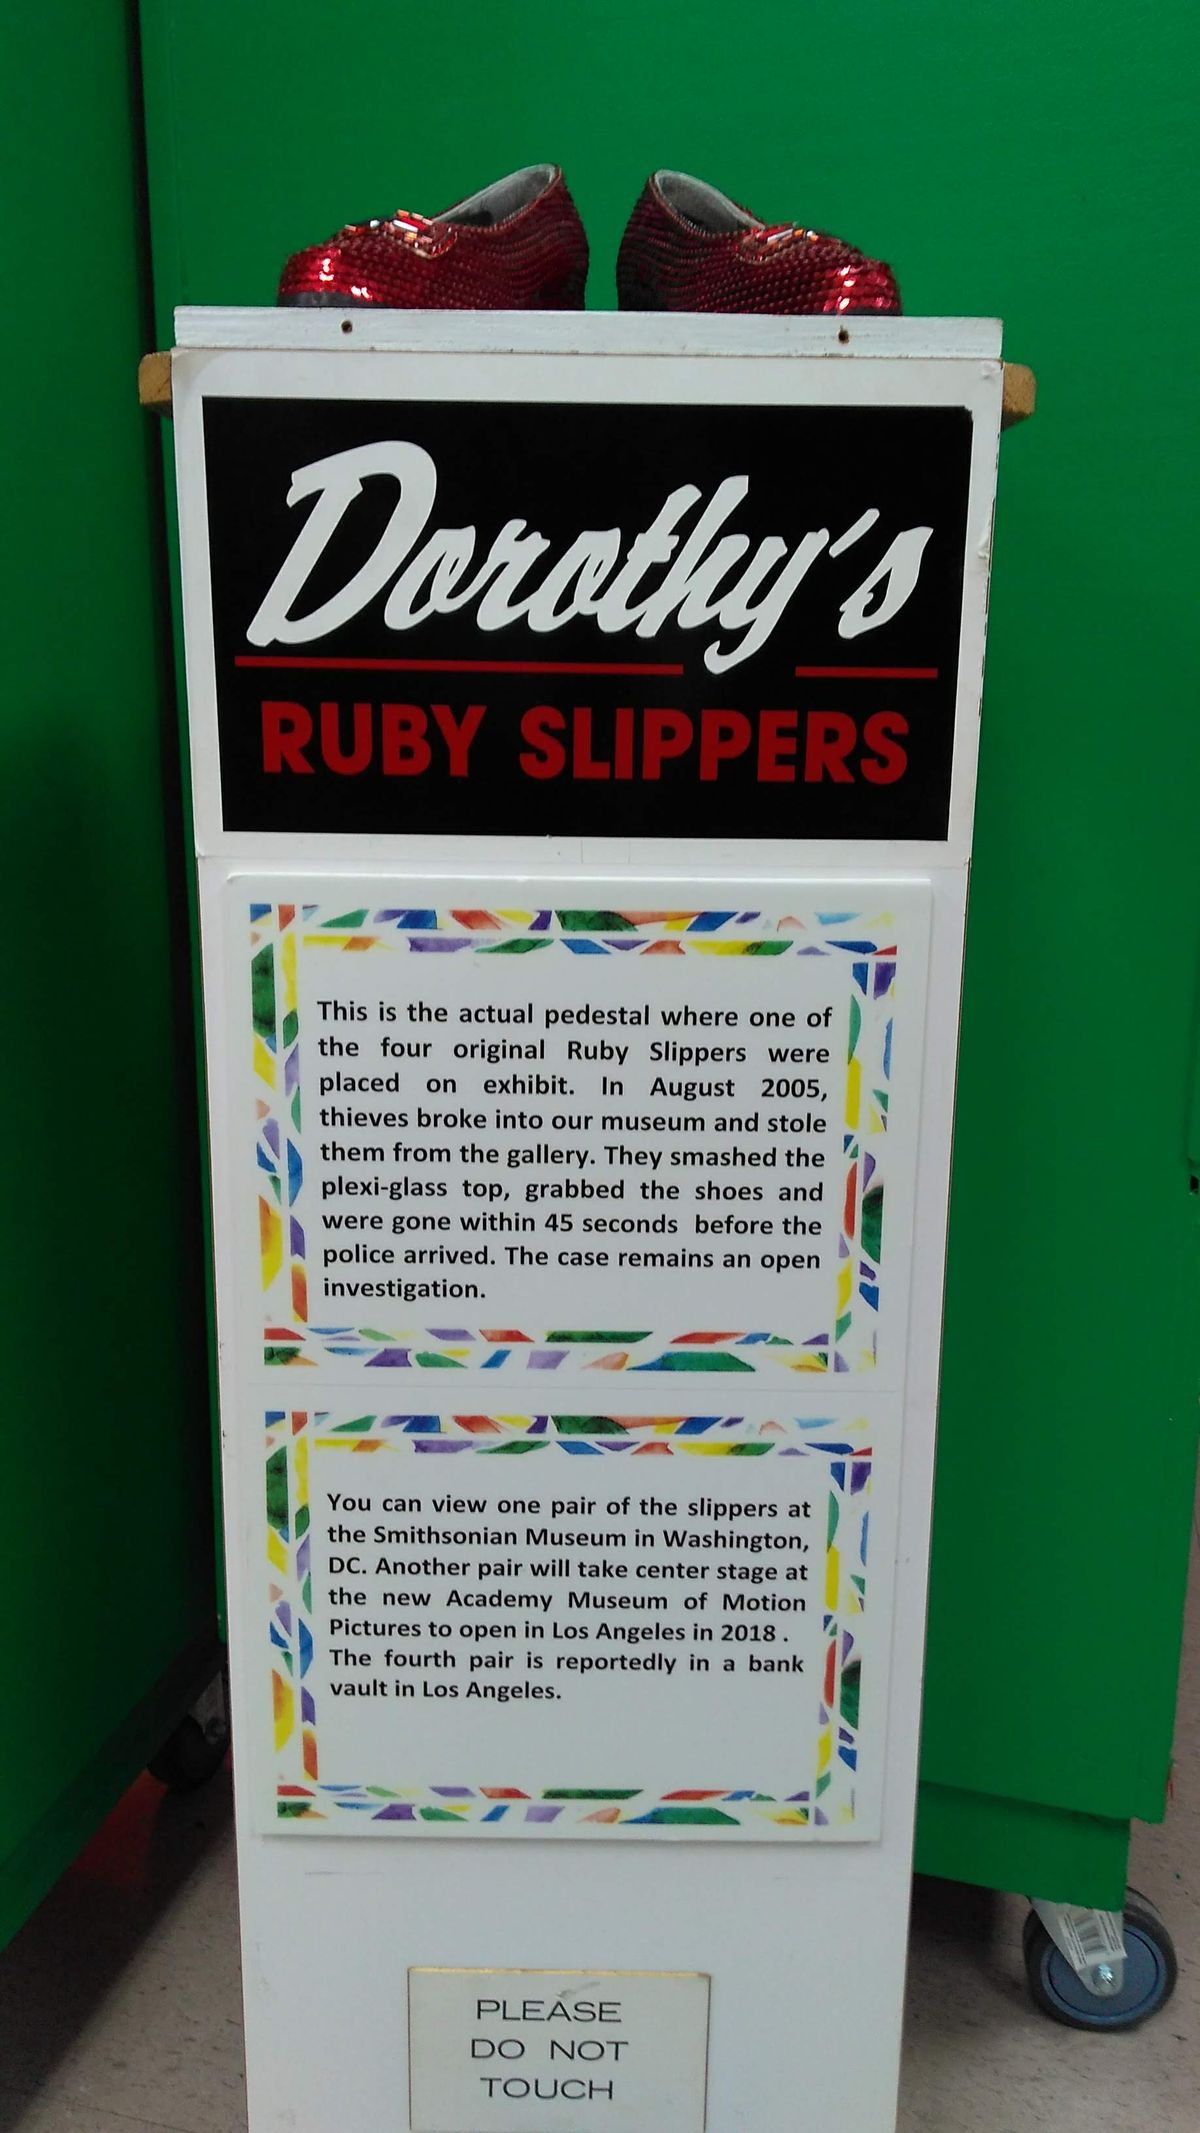 Dorothy's
RUBY SLIPPERS
This is the actual pedestal where one of
the four original Ruby Slippers were
placed on exhibit. In August 2005,
thieves broke into our museum and stole
them from the gallery. They smashed the
plexi-glass top, grabbed the shoes and
were gone within 45 seconds before the
police arrived. The case remains an open
investigation.
You can view one pair of the slippers at
the Smithsonian Museum in Washington,
DC. Another pair will take center stage at
the new Academy Museum of Motion
Pictures to open in Los Angeles in 2018 .
The fourth pair is reportedly in a bank
vault in Los Angeles.
PLEASE
DO NOT
TOUCH